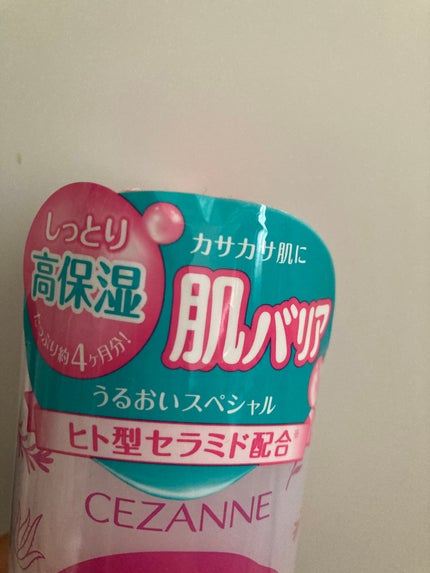 しっとり
高保湿
たっぷり約4ヶ月分!
カサカサ肌に
肌バリア
うるおいスペシャル
ヒト型セラミド配合※
CEZANNE